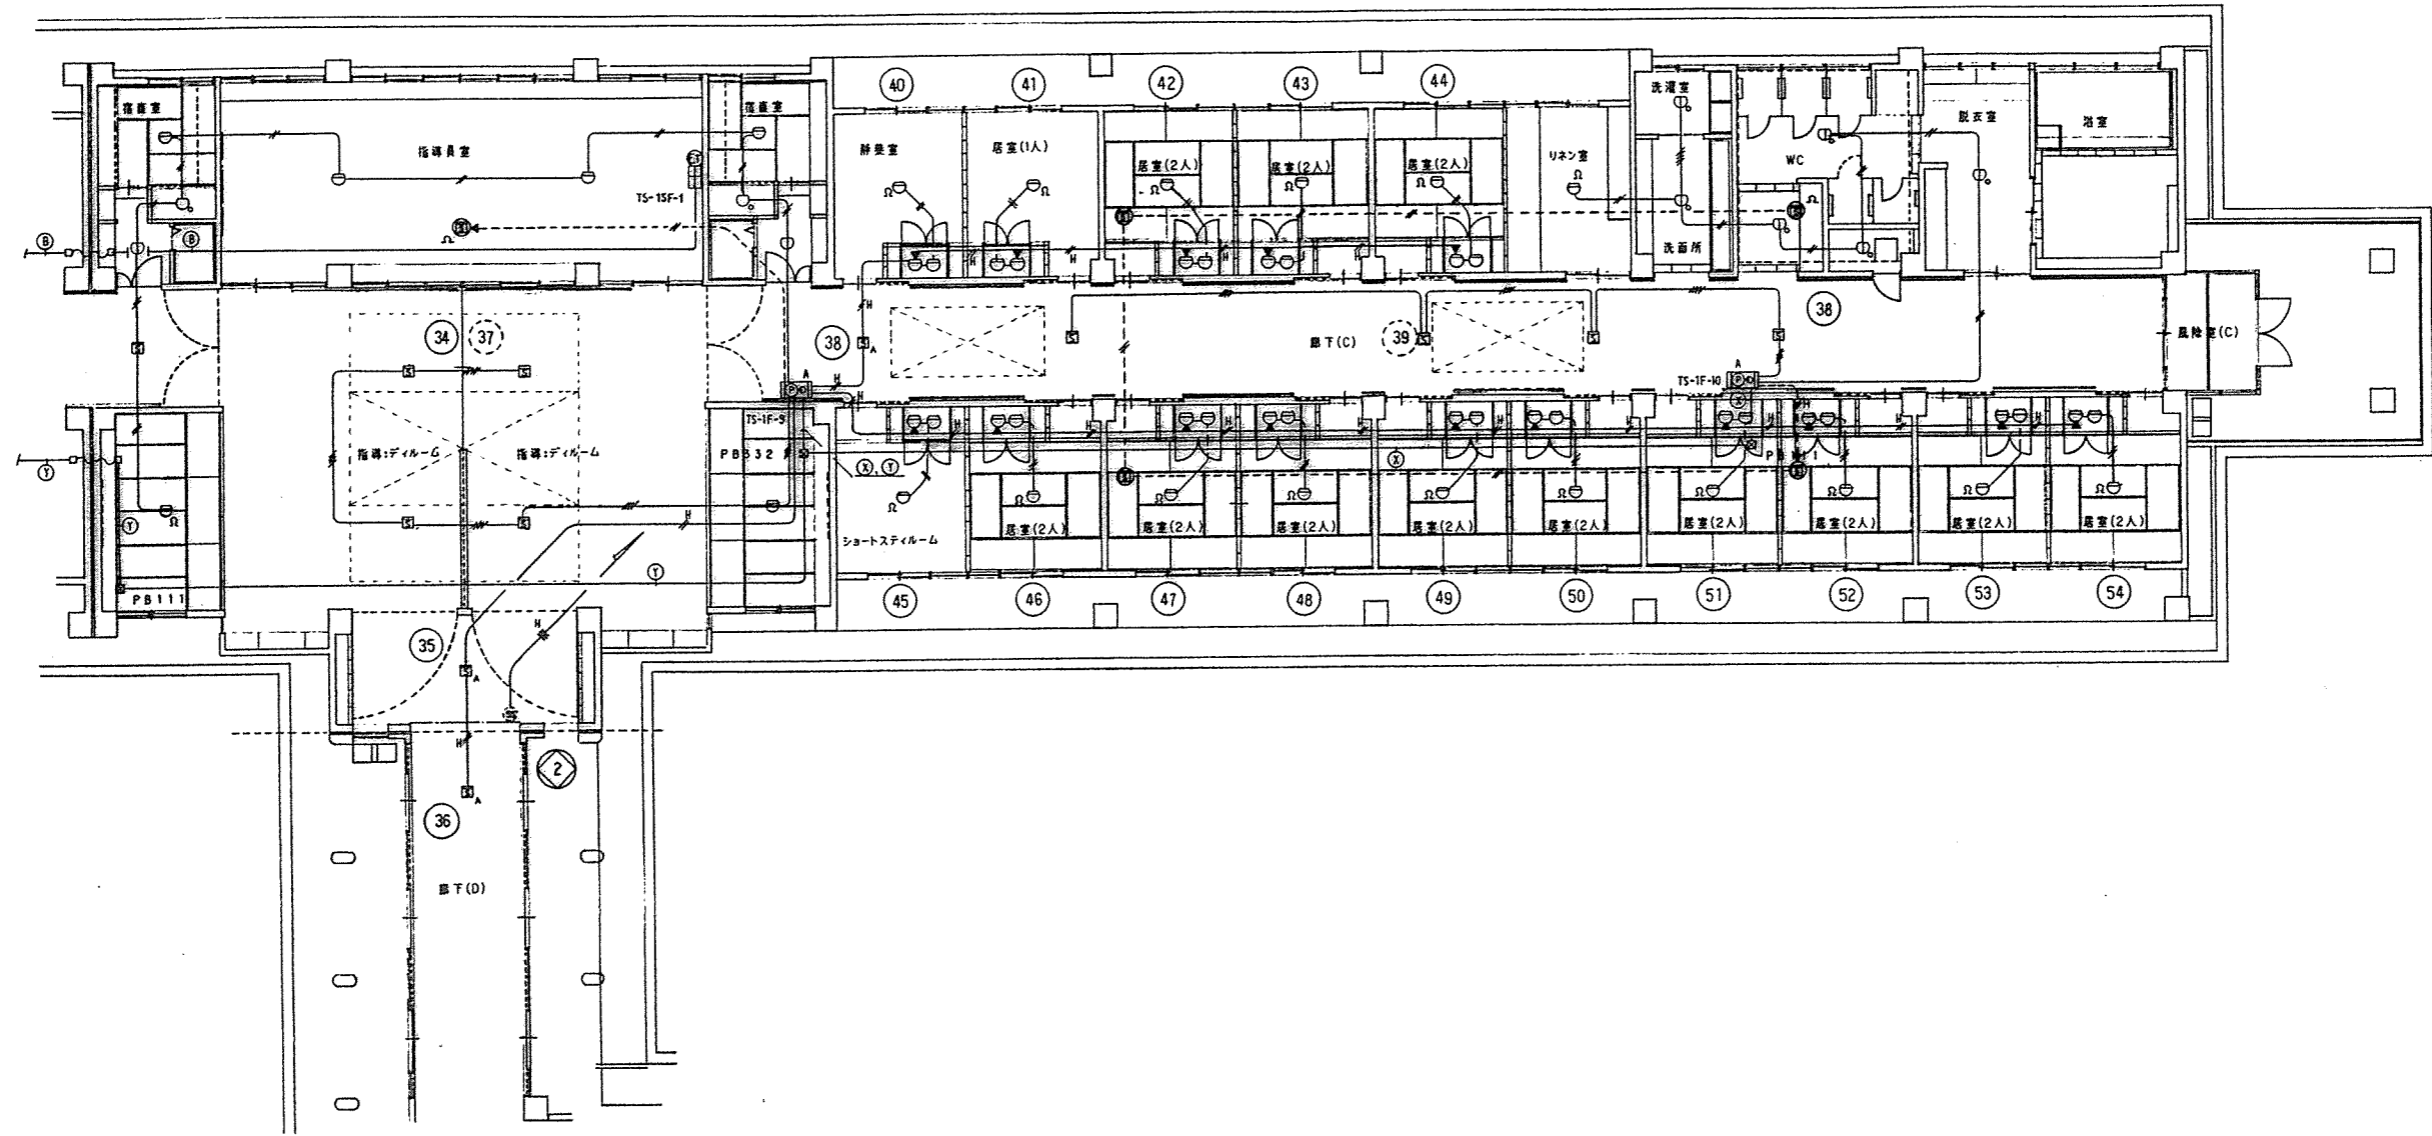 40
41
42
43
44
宿直室
宿直室
洗濯室
脱衣室
浴室
指導員室
静養室
居室(1人)
居室(2人)
居室(2人)
居室(2人)
リネン室
WC
TS-1SF-1
Ω
Ω
Ω
Ω
Ω
Ω
Ω
Ω
B
B
洗面所
H
H
H
H
34
37
38
A
廊下(C)
39
38
風除室(C)
A
H
TS-1F-10
A
P
P
TS-1F-9
X
PB332
X,Y
X
Y
指導:ディルーム
指導:ディルーム
H
Y
Ω
Ω
Ω
Ω
Ω
Ω
Ω
Ω
Ω
Ω
Ω
居室(2人)
居室(2人)
居室(2人)
居室(2人)
居室(2人)
居室(2人)
居室(2人)
居室(2人)
居室(2人)
ショートスティルーム
Y
PB111
45
46
47
48
49
50
51
52
53
54
H
35
A
H
2
A
36
廊下(D)